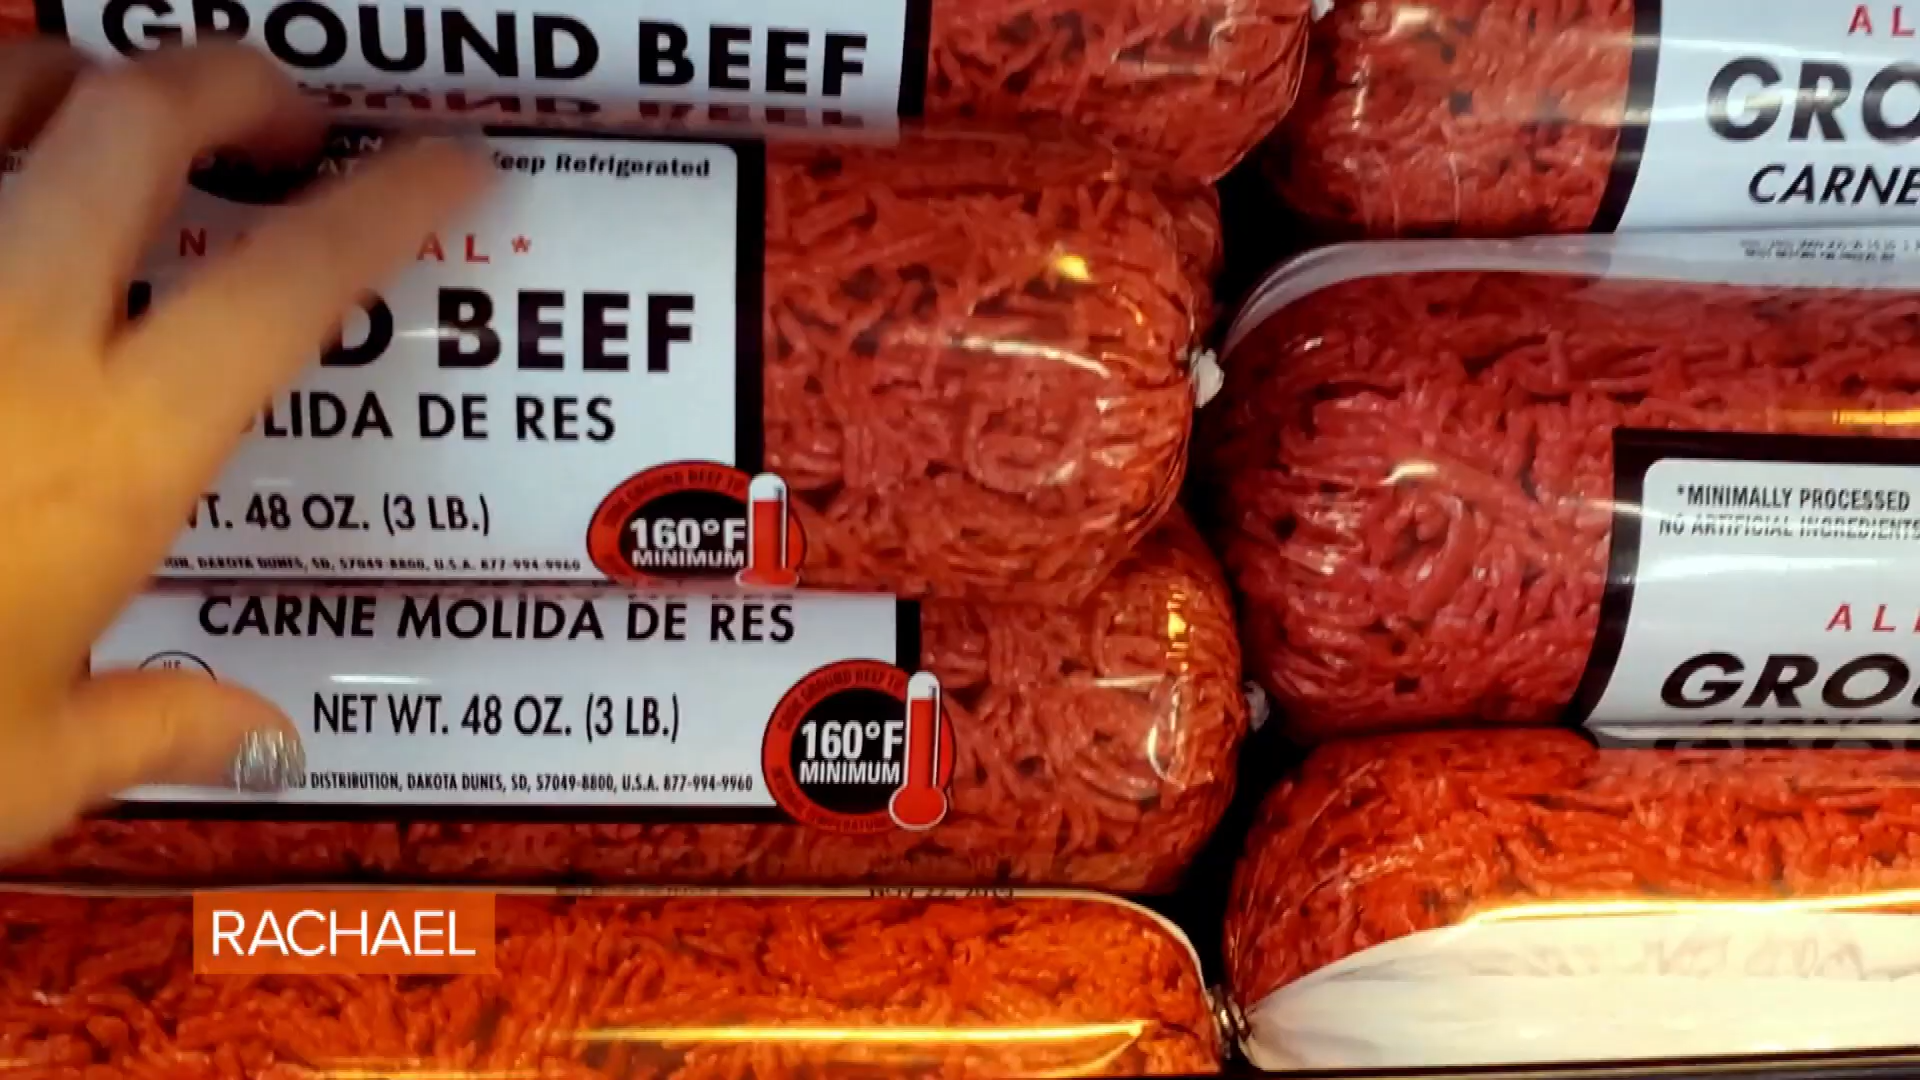 GROUND BEEF
Keep Refrigerated
N AL*
D BEEF
LIDA DE RES
T. 48 OZ. (3 LB.)
160°F
MINIMUM
DAKOTA DUNES, SD, 57049-8800, U.S.A. 877-994-9960
CARNE MOLIDA DE RES
NET WT. 48 OZ. (3 LB.)
160°F
MINIMUM
DISTRIBUTION, DAKOTA DUNES, SD, 57049-8800, U.S.A. 877-994-9960
AL
GRO
CARNE
*MINIMALLY PROCESSED
NO ARTIFICIAL INGREDIENTS
ALL
GRO
RACHAEL